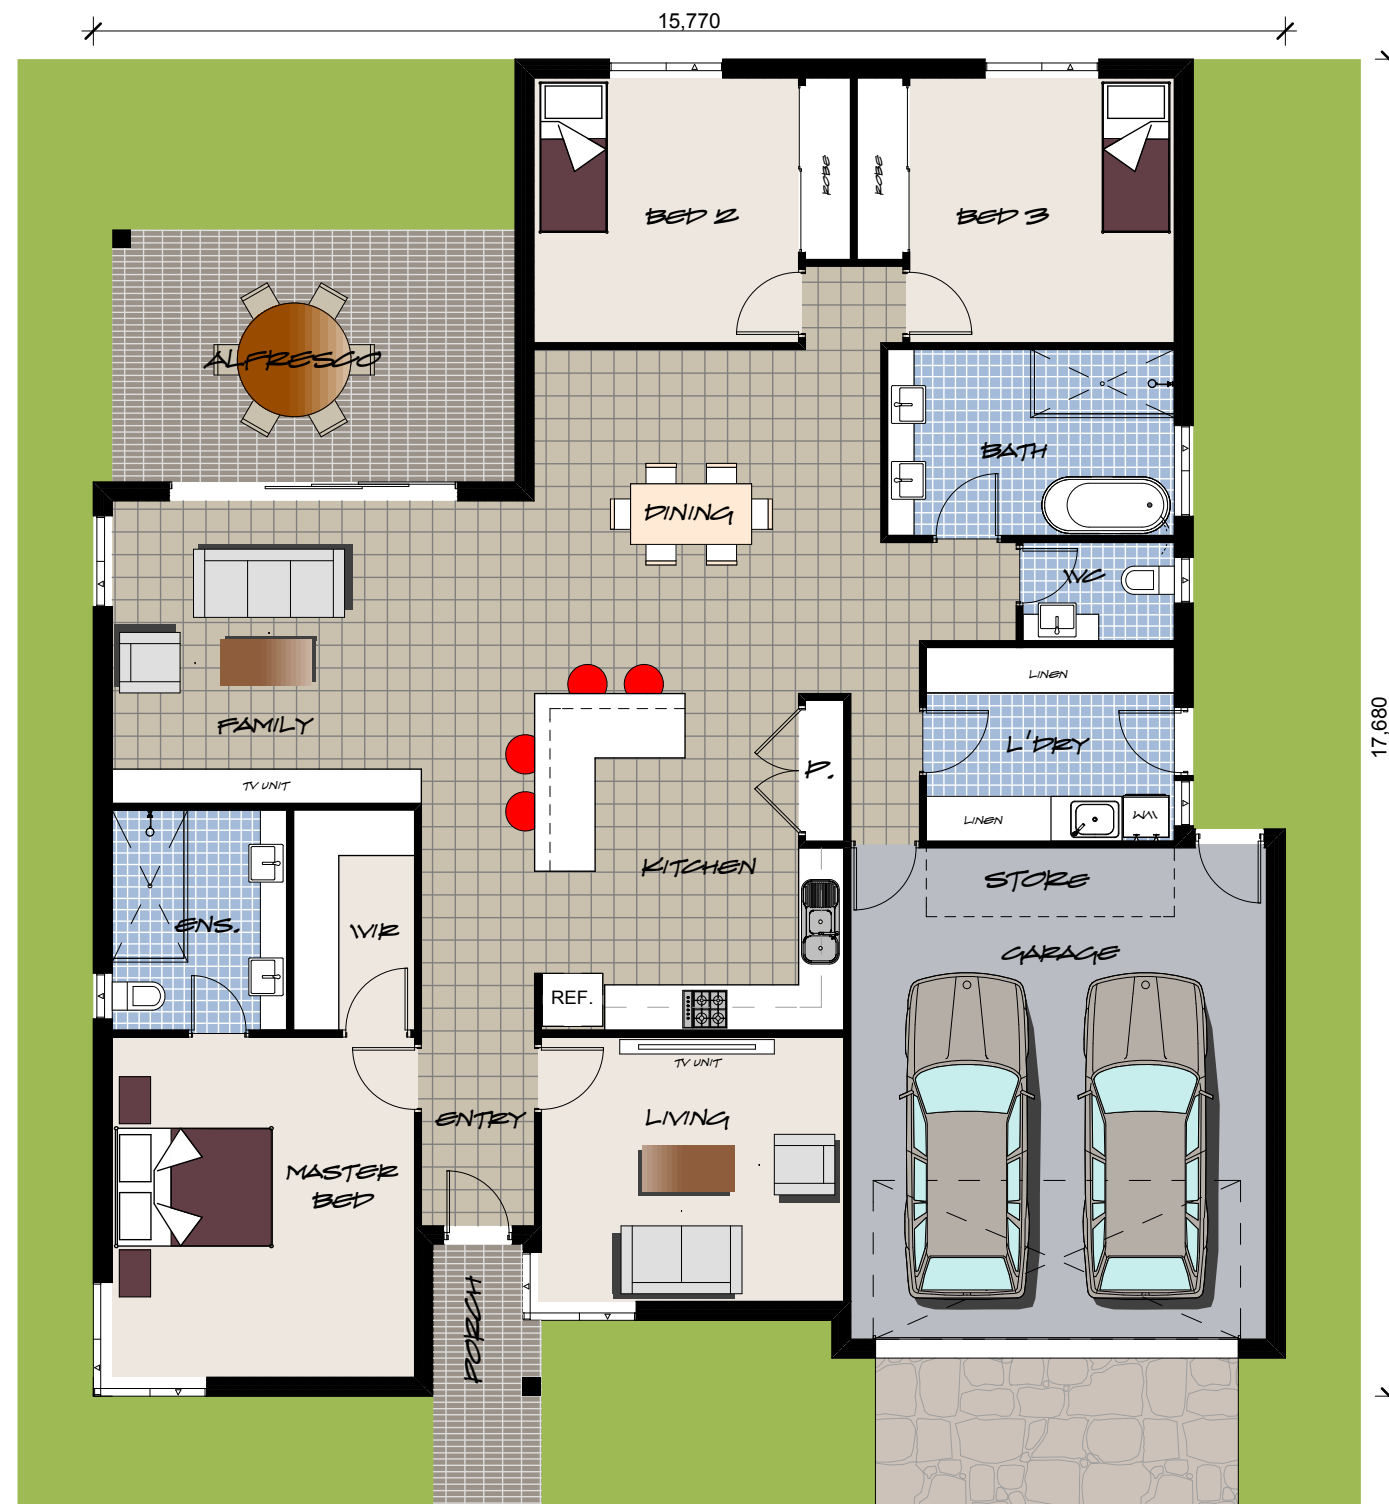 15,770
ROBE
ROBE
BED 2
BED 3
ALFRESCO
BATH
DINING
WC
LINEN
17,680
FAMILY
L'DRY
P.
TV UNIT
WM
LINEN
KITCHEN
STORE
ENS.
WIR
GARAGE
REF.
TV UNIT
ENTRY
LIVING
MASTER
BED
PORCH